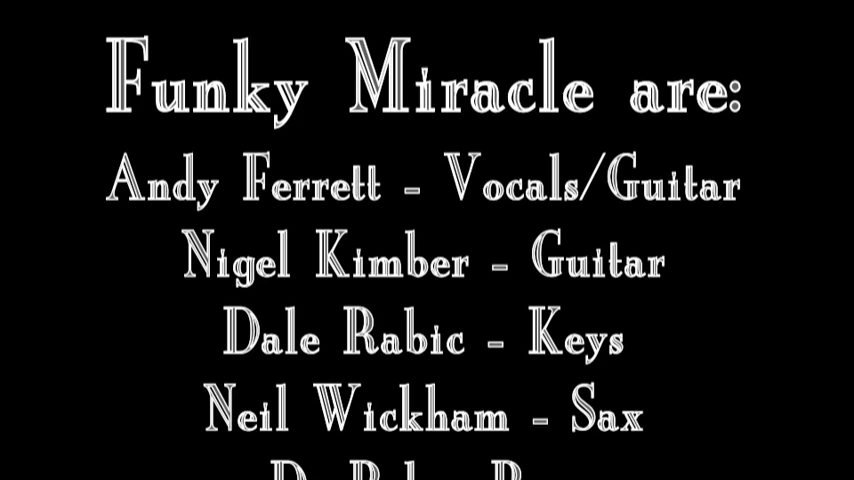 Funky Miracle are:
Andy Ferrett - Vocals/Guitar
Nigel Kimber - Guitar
Dale Rabic - Keys
Neil Wickham - Sax